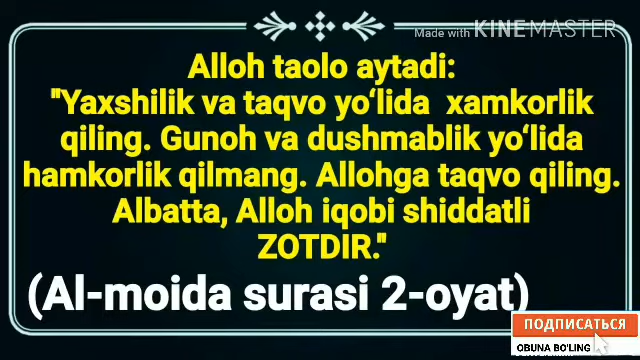 Made with KINEMASTER
Alloh taolo aytadi:
"Yaxshilik va taqvo yo‘lida xamkorlik
qiling. Gunoh va dushmablik yo‘lida
hamkorlik qilmang. Allohga taqvo qiling.
Albatta, Alloh iqobi shiddatli
ZOTDIR."
(Al-moida surasi 2-oyat)
ПОДПИСАТЬСЯ
OBUNA BO'LING